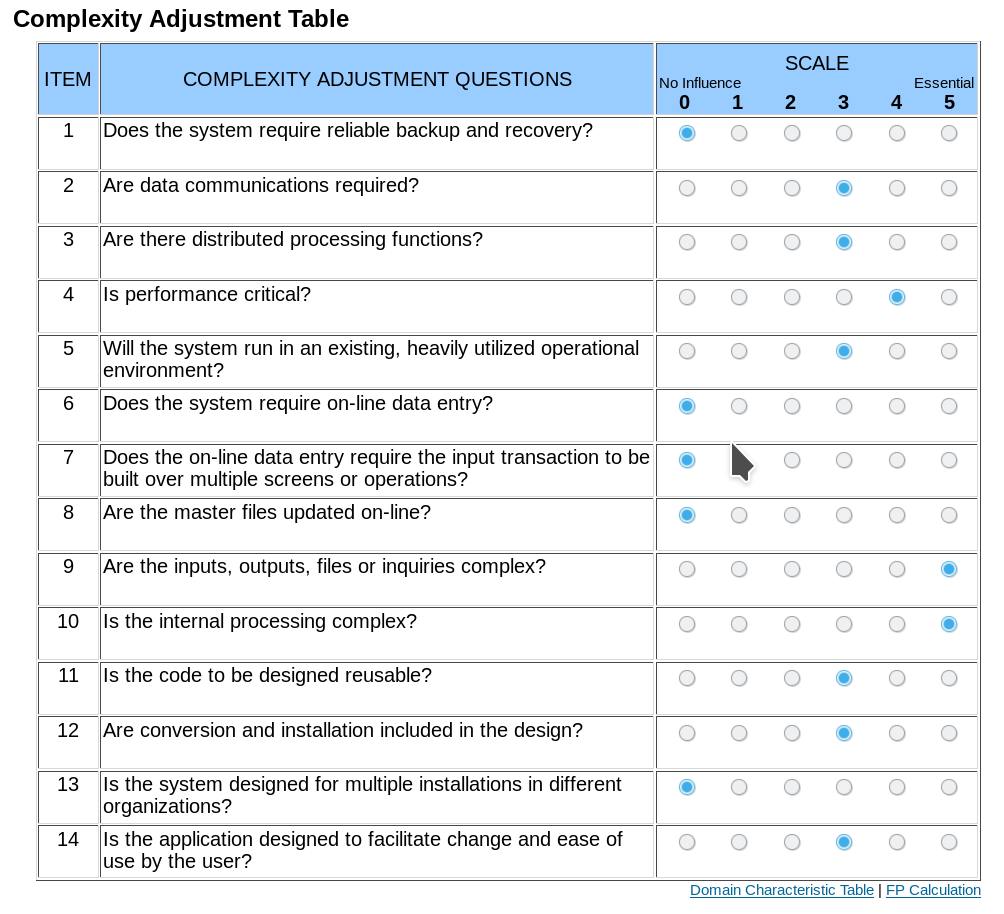 Complexity Adjustment Table
ITEM
COMPLEXITY ADJUSTMENT QUESTIONS
SCALE
No Influence Essential
0 1 2 3 4 5
1 Does the system require reliable backup and recovery?
2 Are data communications required?
3 Are there distributed processing functions?
4 Is performance critical?
5 Will the system run in an existing, heavily utilized operational
environment?
6 Does the system require on-line data entry?
7 Does the on-line data entry require the input transaction to be
built over multiple screens or operations?
8 Are the master files updated on-line?
9 Are the inputs, outputs, files or inquiries complex?
10 Is the internal processing complex?
11 Is the code to be designed reusable?
12 Are conversion and installation included in the design?
13 Is the system designed for multiple installations in different
organizations?
14 Is the application designed to facilitate change and ease of
use by the user?
Domain Characteristic Table | FP Calculation